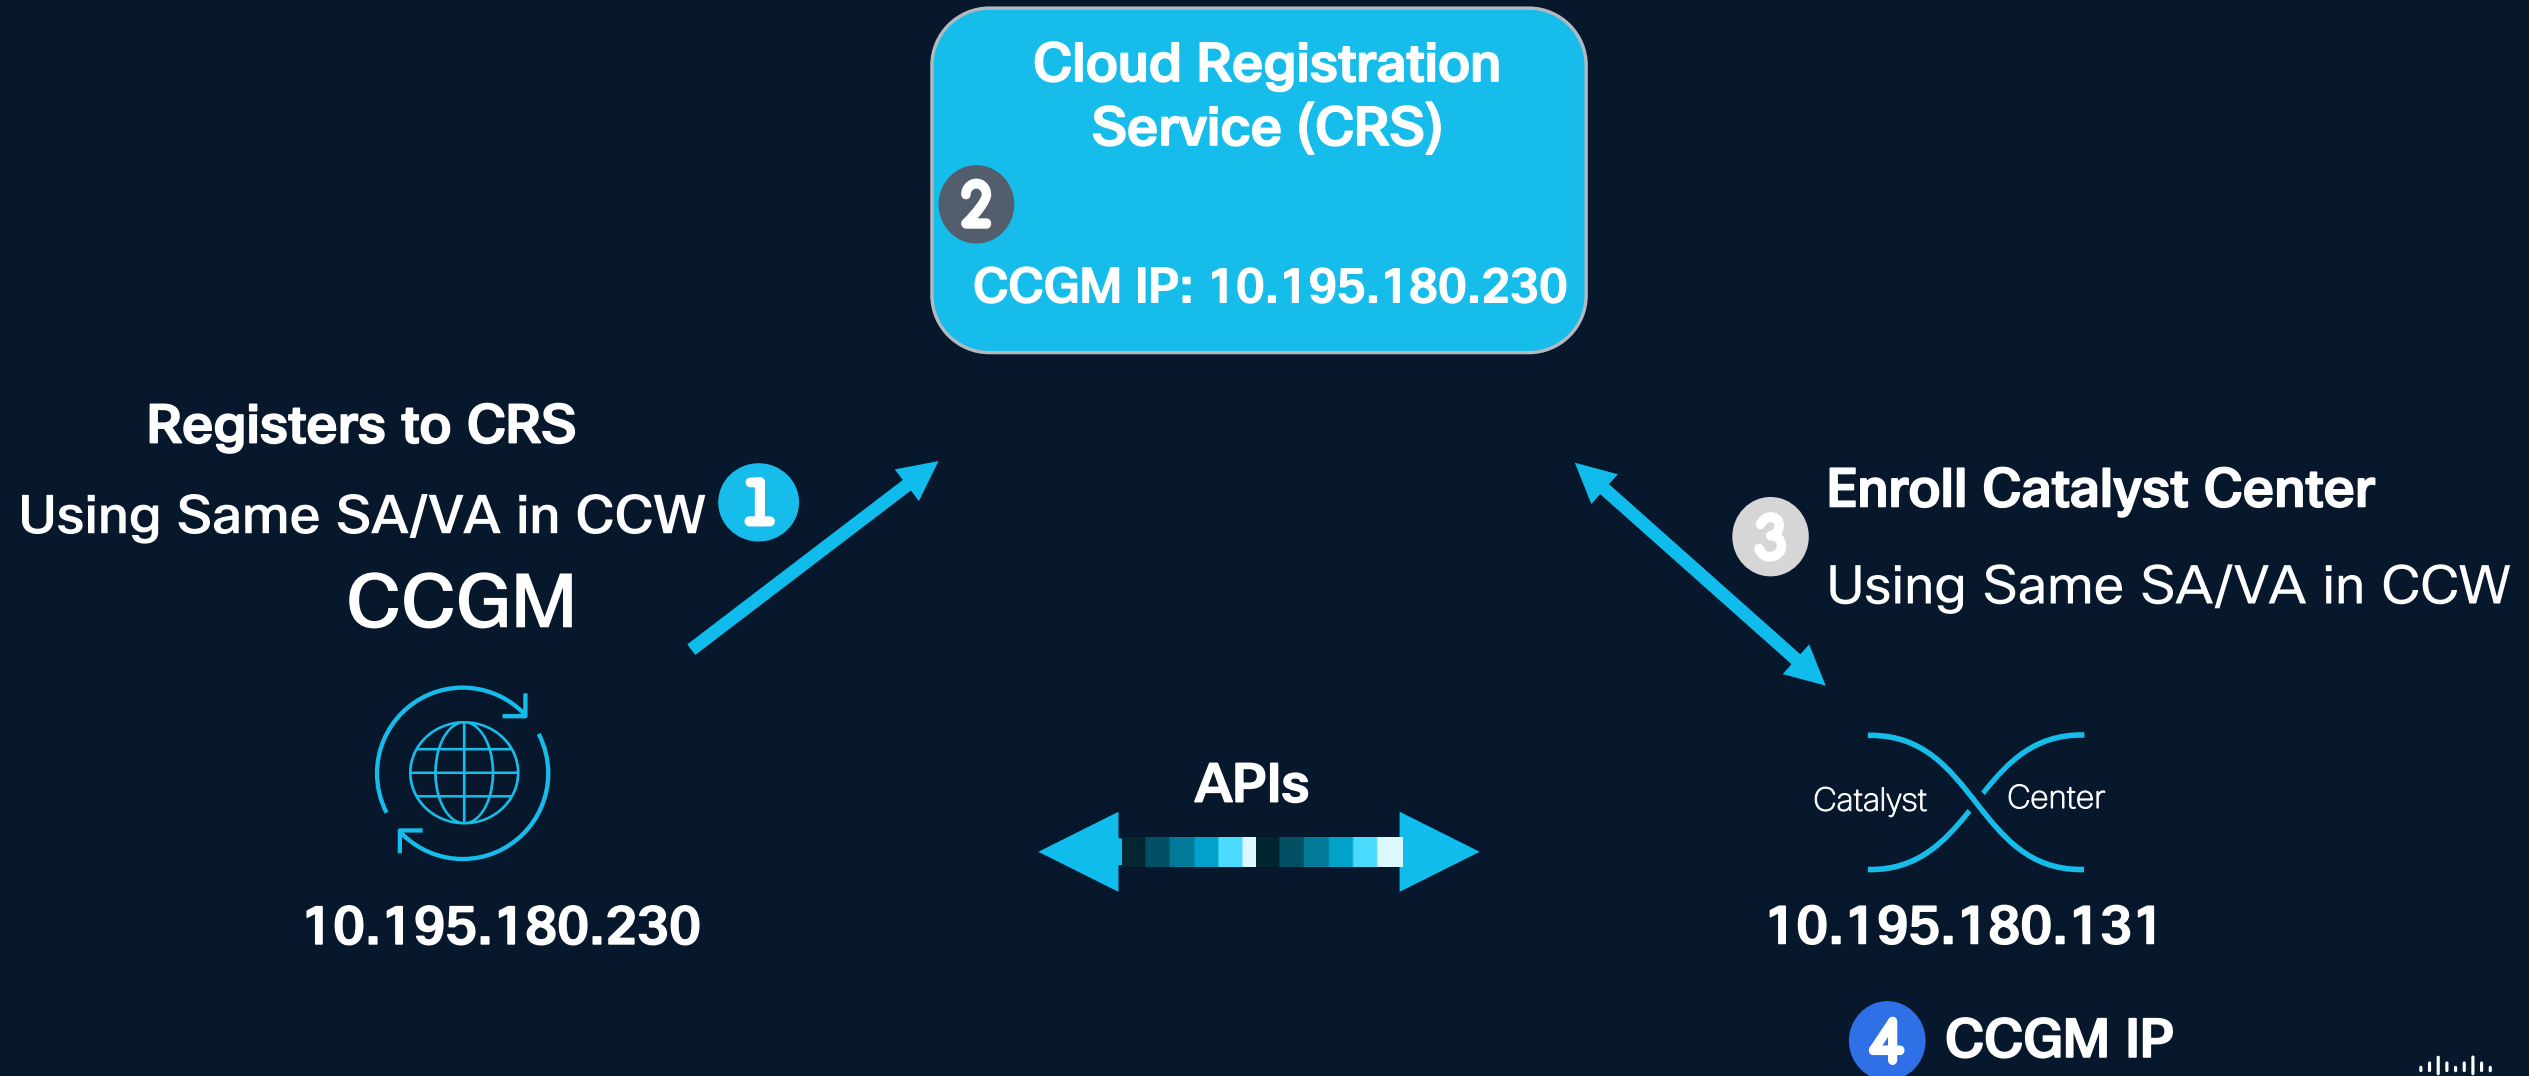 Cloud Registration
Service (CRS)
2
CCGM IP: 10.195.180.230
Registers to CRS
Using Same SA/VA in CCW
1
CCGM
10.195.180.230
Enroll Catalyst Center
3
Using Same SA/VA in CCW
APIs
Catalyst Center
10.195.180.131
4 CCGM IP